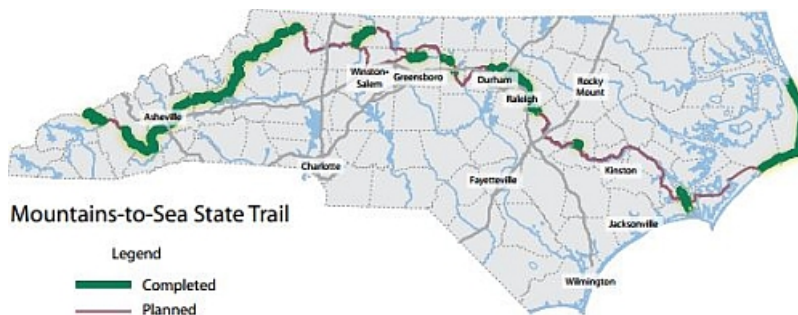 Winston-
Salem
Greensboro
Durham
Rocky
Mount
Raleigh
Asheville
Charlotte
Fayetteville
Kinston
Jacksonville
Wilmington
Mountains-to-Sea State Trail
Legend
Completed
Planned